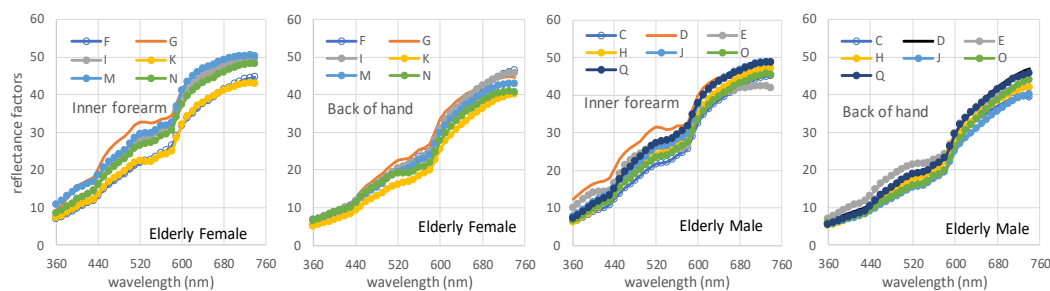 reflectance factors
60
50
40
30
20
10
0
F G
I K
M N
Inner forearm
Elderly Female
360 440 520 600 680 760
wavelength (nm)
60
50
40
30
20
10
0
F G
I K
M N
Back of hand
Elderly Female
360 440 520 600 680 760
wavelength (nm)
60
50
40
30
20
10
0
C D E
H J O
Q
Inner forearm
Elderly Male
360 440 520 600 680 760
wavelength (nm)
60
50
40
30
20
10
0
C D E
H J O
Q
Back of hand
Elderly Male
360 440 520 600 680 760
wavelength (nm)